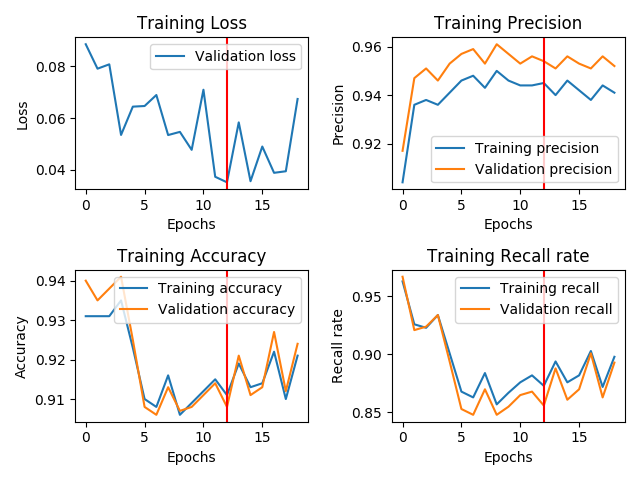 Training Loss
Validation loss
Loss
0.08
0.06
0.04
0 5 10 15
Epochs
Training Precision
Training precision
Validation precision
Precision
0.96
0.94
0.92
0 5 10 15
Epochs
Training Accuracy
Training accuracy
Validation accuracy
Accuracy
0.94
0.93
0.92
0.91
0 5 10 15
Epochs
Training Recall rate
Training recall
Validation recall
Recall rate
0.95
0.90
0.85
0 5 10 15
Epochs